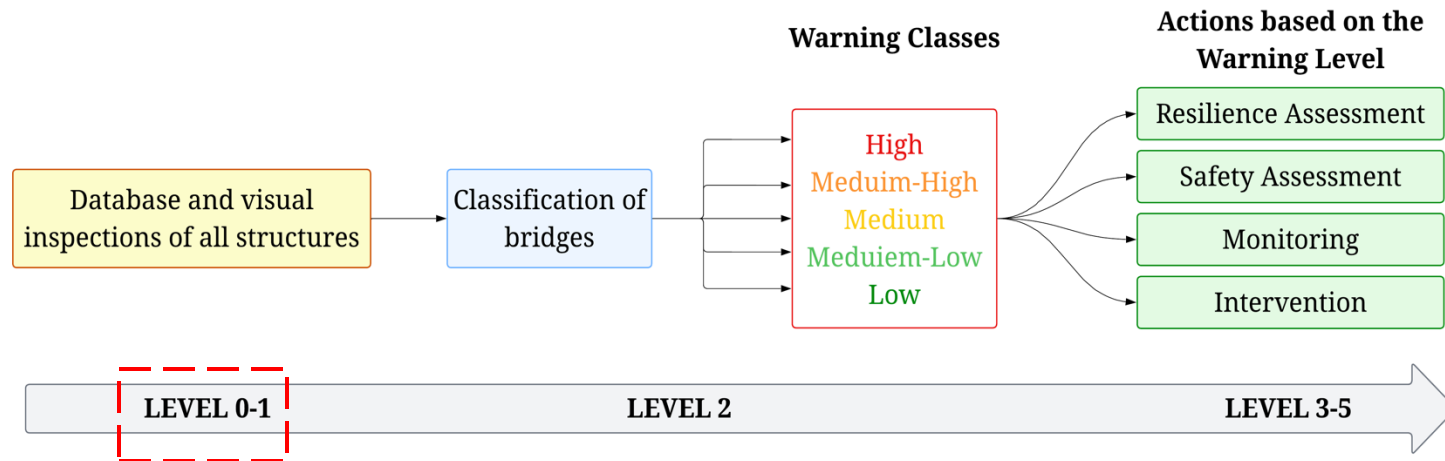 Warning Classes
Actions based on the
Warning Level
Database and visual
inspections of all structures
Classification of
bridges
High
Meduim-High
Medium
Meduiem-Low
Low
Resilience Assessment
Safety Assessment
Monitoring
Intervention
LEVEL 0-1
LEVEL 2
LEVEL 3-5